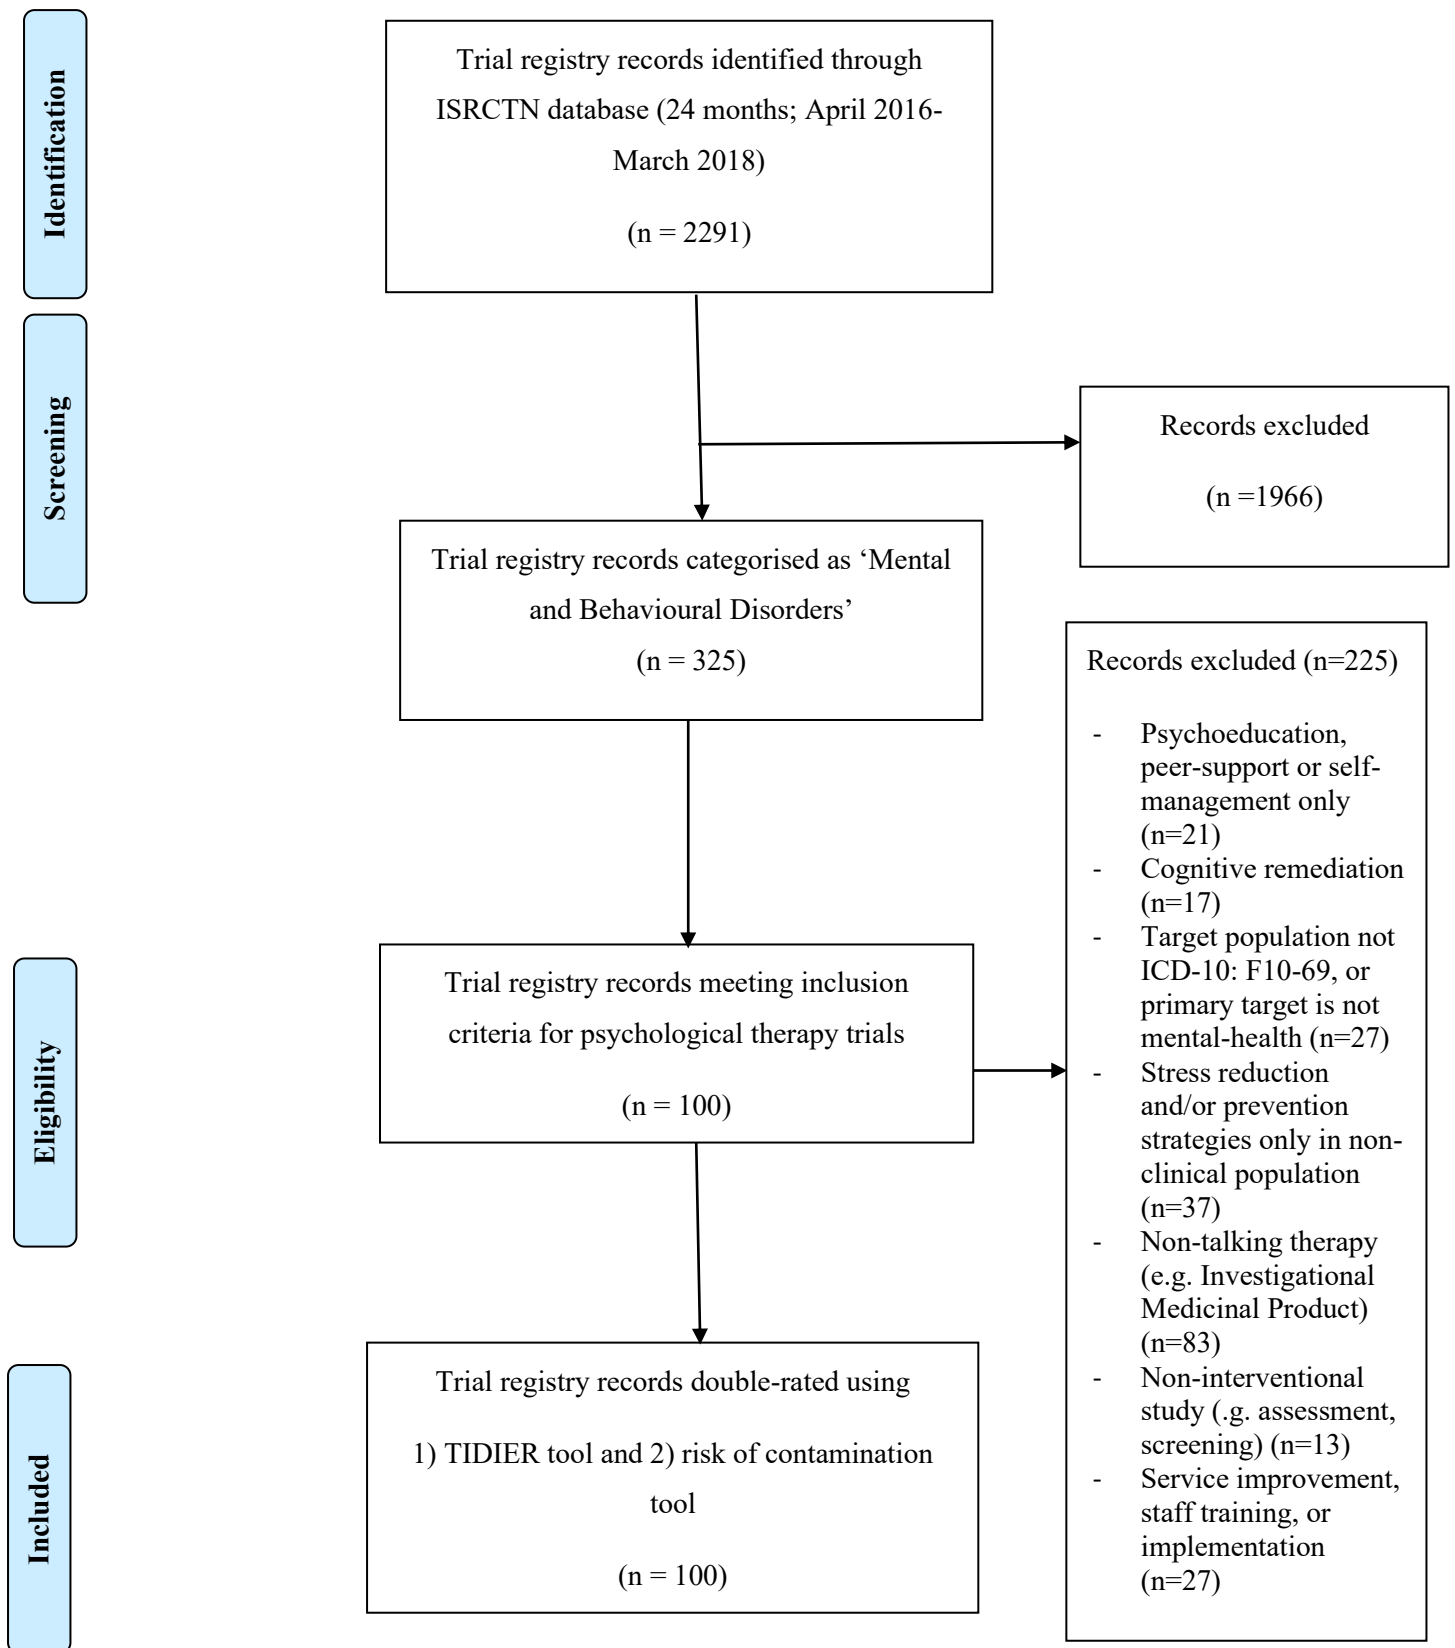 Identification
Trial registry records identified through
ISRCTN database (24 months; April 2016-
March 2018)
(n = 2291)
Screening
Records excluded
(n =1966)
Trial registry records categorised as ‘Mental
and Behavioural Disorders’
(n = 325)
Records excluded (n=225)
- Psychoeducation,
peer-support or self-
management only
(n=21)
- Cognitive remediation
(n=17)
- Target population not
ICD-10: F10-69, or
primary target is not
mental-health (n=27)
- Stress reduction
and/or prevention
strategies only in non-
clinical population
(n=37)
- Non-talking therapy
(e.g. Investigational
Medicinal Product)
(n=83)
- Non-interventional
study (.g. assessment,
screening) (n=13)
- Service improvement,
staff training, or
implementation
(n=27)
Eligibility
Trial registry records meeting inclusion
criteria for psychological therapy trials
(n = 100)
Included
Trial registry records double-rated using
1) TIDIER tool and 2) risk of contamination
tool
(n = 100)